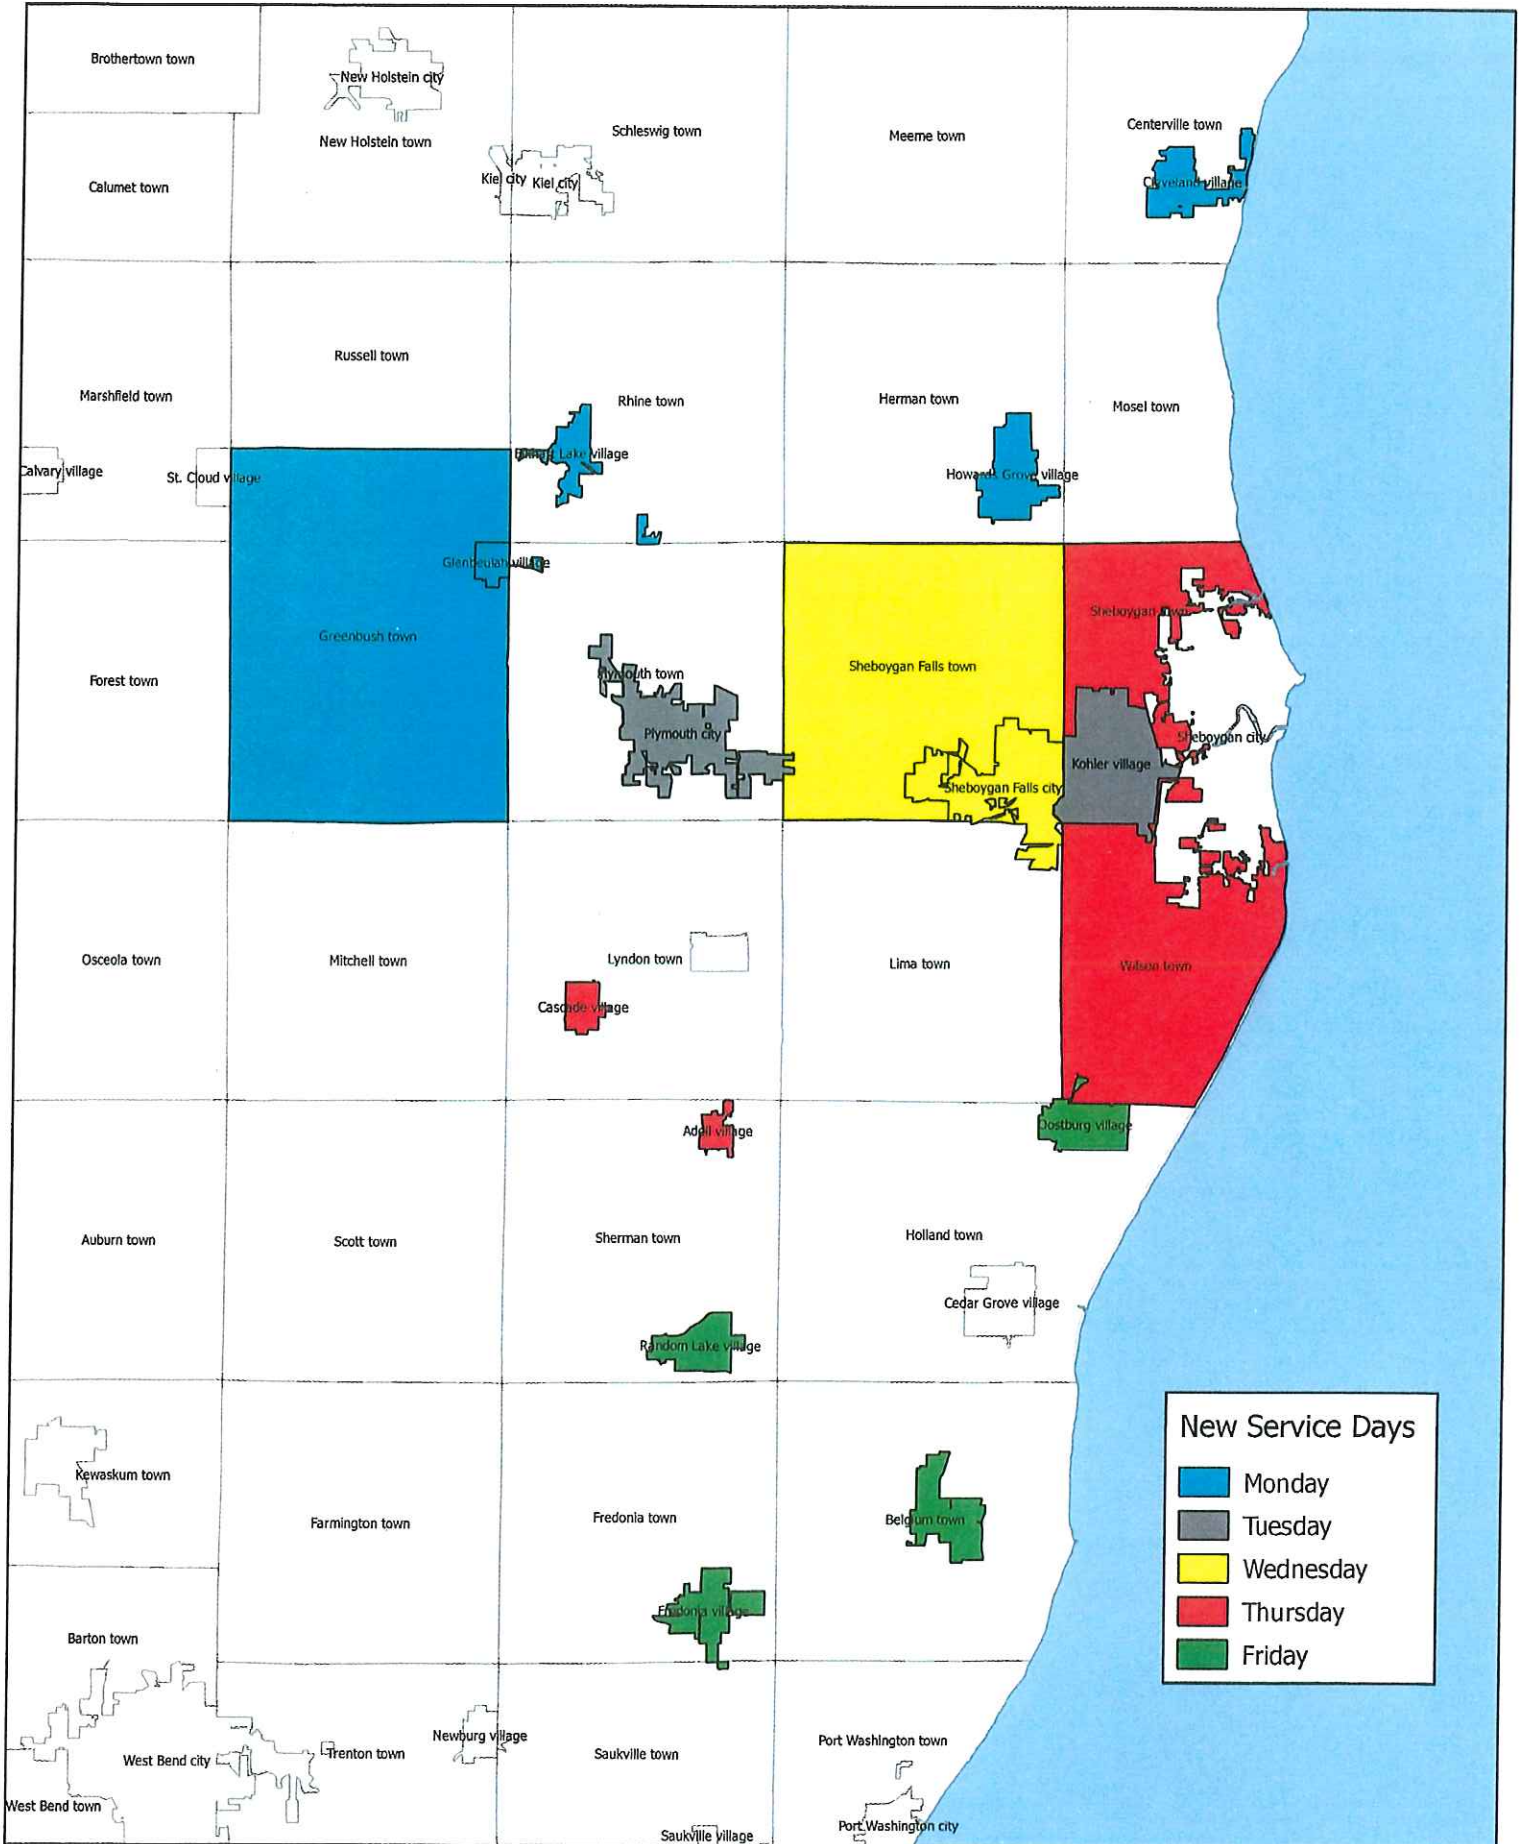 Brothertown town
New Holstein city
New Holstein town
Schleswig town
Meeme town
Centerville town
Calumet town
Kiel city
Kiel city
Cleveland village
Russell town
Marshfield town
Rhine town
Herman town
Mosel town
Calvary village
St. Cloud village
Elkhart Lake village
Howards Grove village
Glenbeulah village
Greenbush town
Sheboygan town
Forest town
Plymouth town
Sheboygan Falls town
Plymouth city
Sheboygan city
Kohler village
Sheboygan Falls city
Osceola town
Mitchell town
Lyndon town
Lima town
Wilson town
Cascade village
Adell village
Oostburg village
Auburn town
Scott town
Sherman town
Holland town
Cedar Grove village
Random Lake village
New Service Days
Monday
Tuesday
Wednesday
Thursday
Friday
Kewaskum town
Farmington town
Fredonia town
Belgium town
Fredonia village
Barton town
Newburg village
West Bend city
Trenton town
Saukville town
Port Washington town
West Bend town
Saukville village
Port Washington city